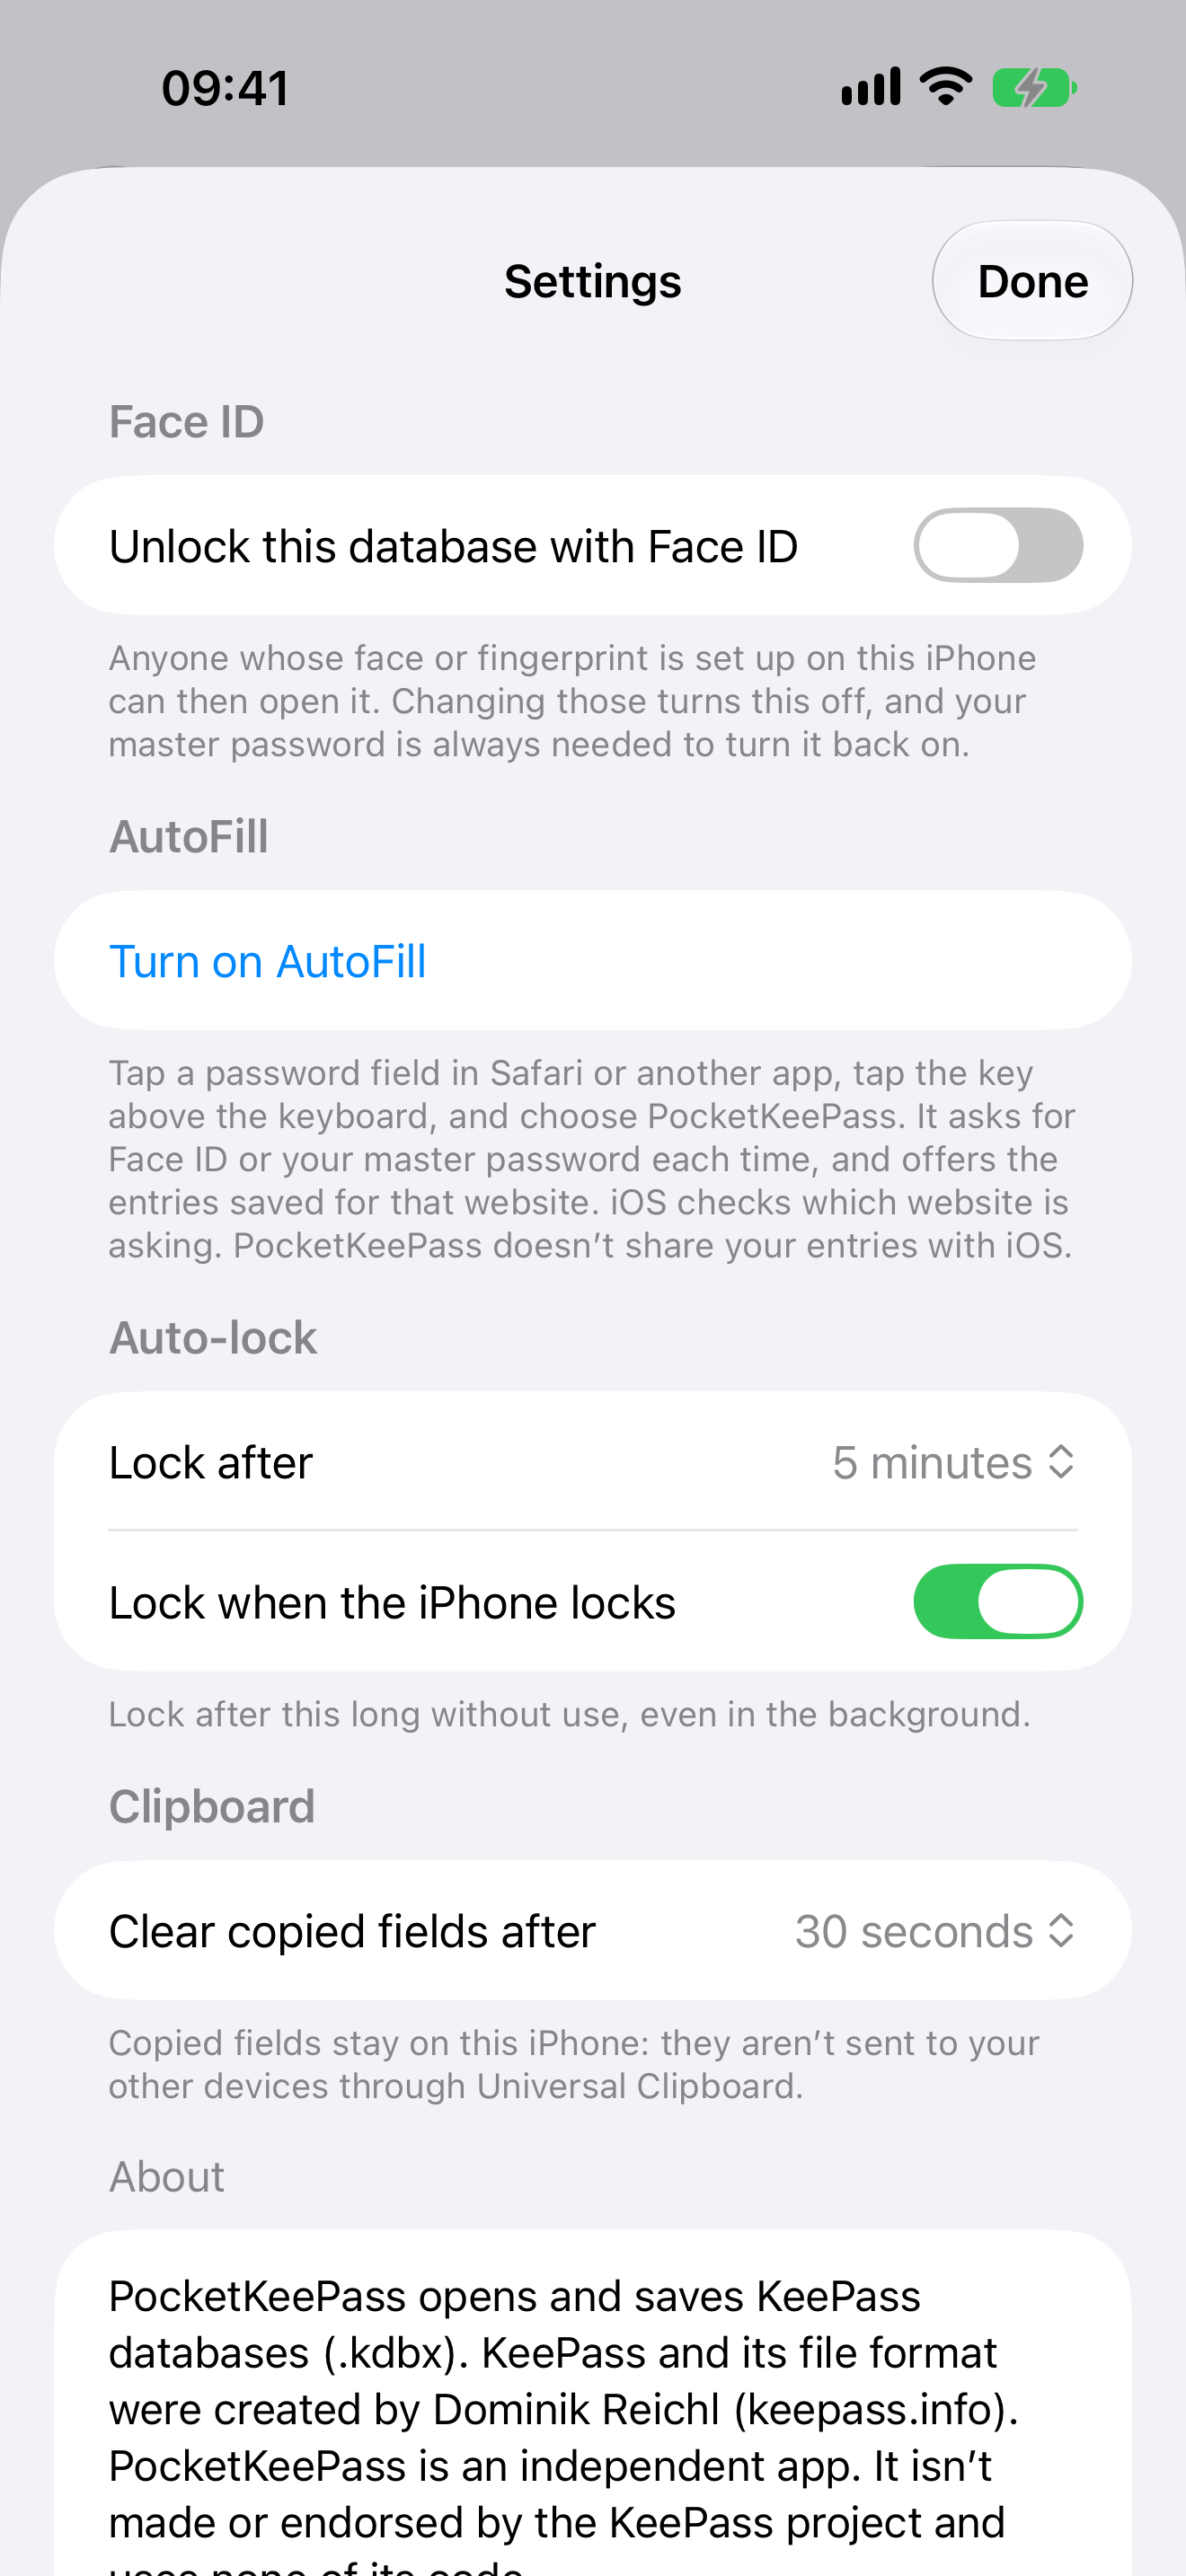 09:41
Settings
Done
Face ID
Unlock this database with Face ID
Anyone whose face or fingerprint is set up on this iPhone
can then open it. Changing those turns this off, and your
master password is always needed to turn it back on.
AutoFill
Turn on AutoFill
Tap a password field in Safari or another app, tap the key
above the keyboard, and choose PocketKeePass. It asks for
Face ID or your master password each time, and offers the
entries saved for that website. iOS checks which website is
asking. PocketKeePass doesn’t share your entries with iOS.
Auto-lock
Lock after
5 minutes
Lock when the iPhone locks
Lock after this long without use, even in the background.
Clipboard
Clear copied fields after
30 seconds
Copied fields stay on this iPhone: they aren’t sent to your
other devices through Universal Clipboard.
About
PocketKeePass opens and saves KeePass
databases (.kdbx). KeePass and its file format
were created by Dominik Reichl (keepass.info).
PocketKeePass is an independent app. It isn’t
made or endorsed by the KeePass project and